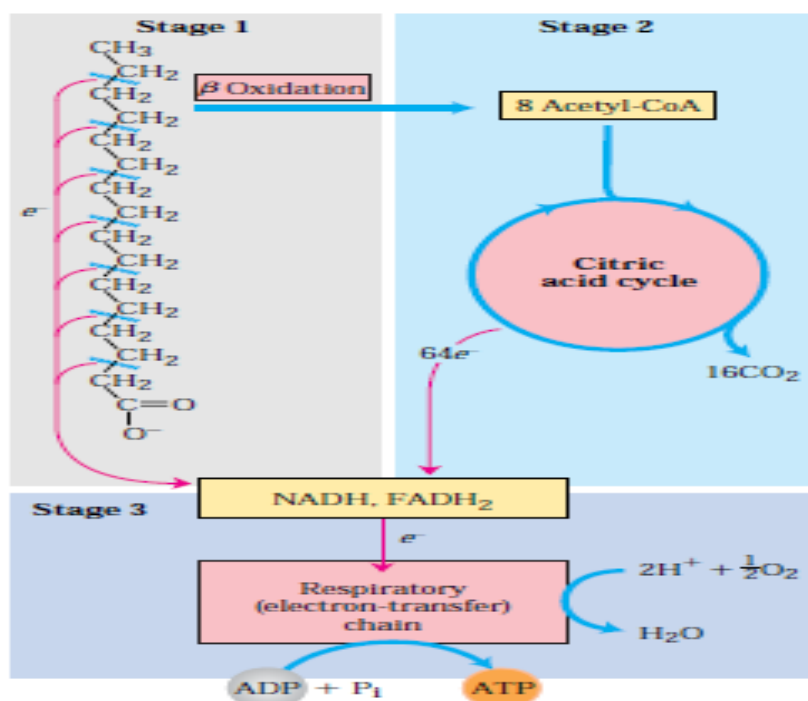 Stage 1
CH₃
CH₂
CH₂
CH₂
CH₂
CH₂
CH₂
CH₂
CH₂
CH₂
CH₂
CH₂
CH₂
CH₂
CH₂
C=O
O⁻
e⁻
β Oxidation
Stage 2
8 Acetyl-CoA
Citric
acid cycle
64e⁻
16CO₂
Stage 3
NADH, FADH₂
e⁻
Respiratory
(electron-transfer)
chain
2H⁺ + ½O₂
H₂O
ADP + Pi
ATP